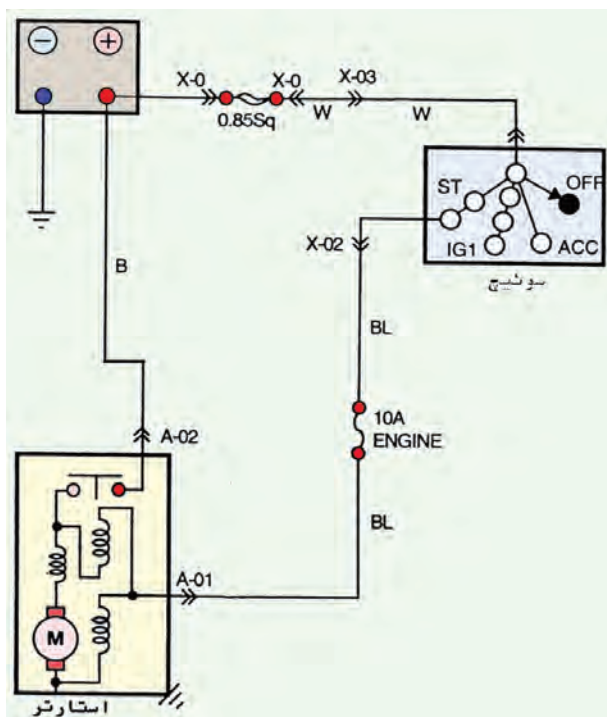 − +
X-0 X-0 X-03
0.85Sq W W
ST OFF
IG1 ACC
سوئیچ
X-02
B
BL
10A
ENGINE
A-02
BL
A-01
M
استارتر